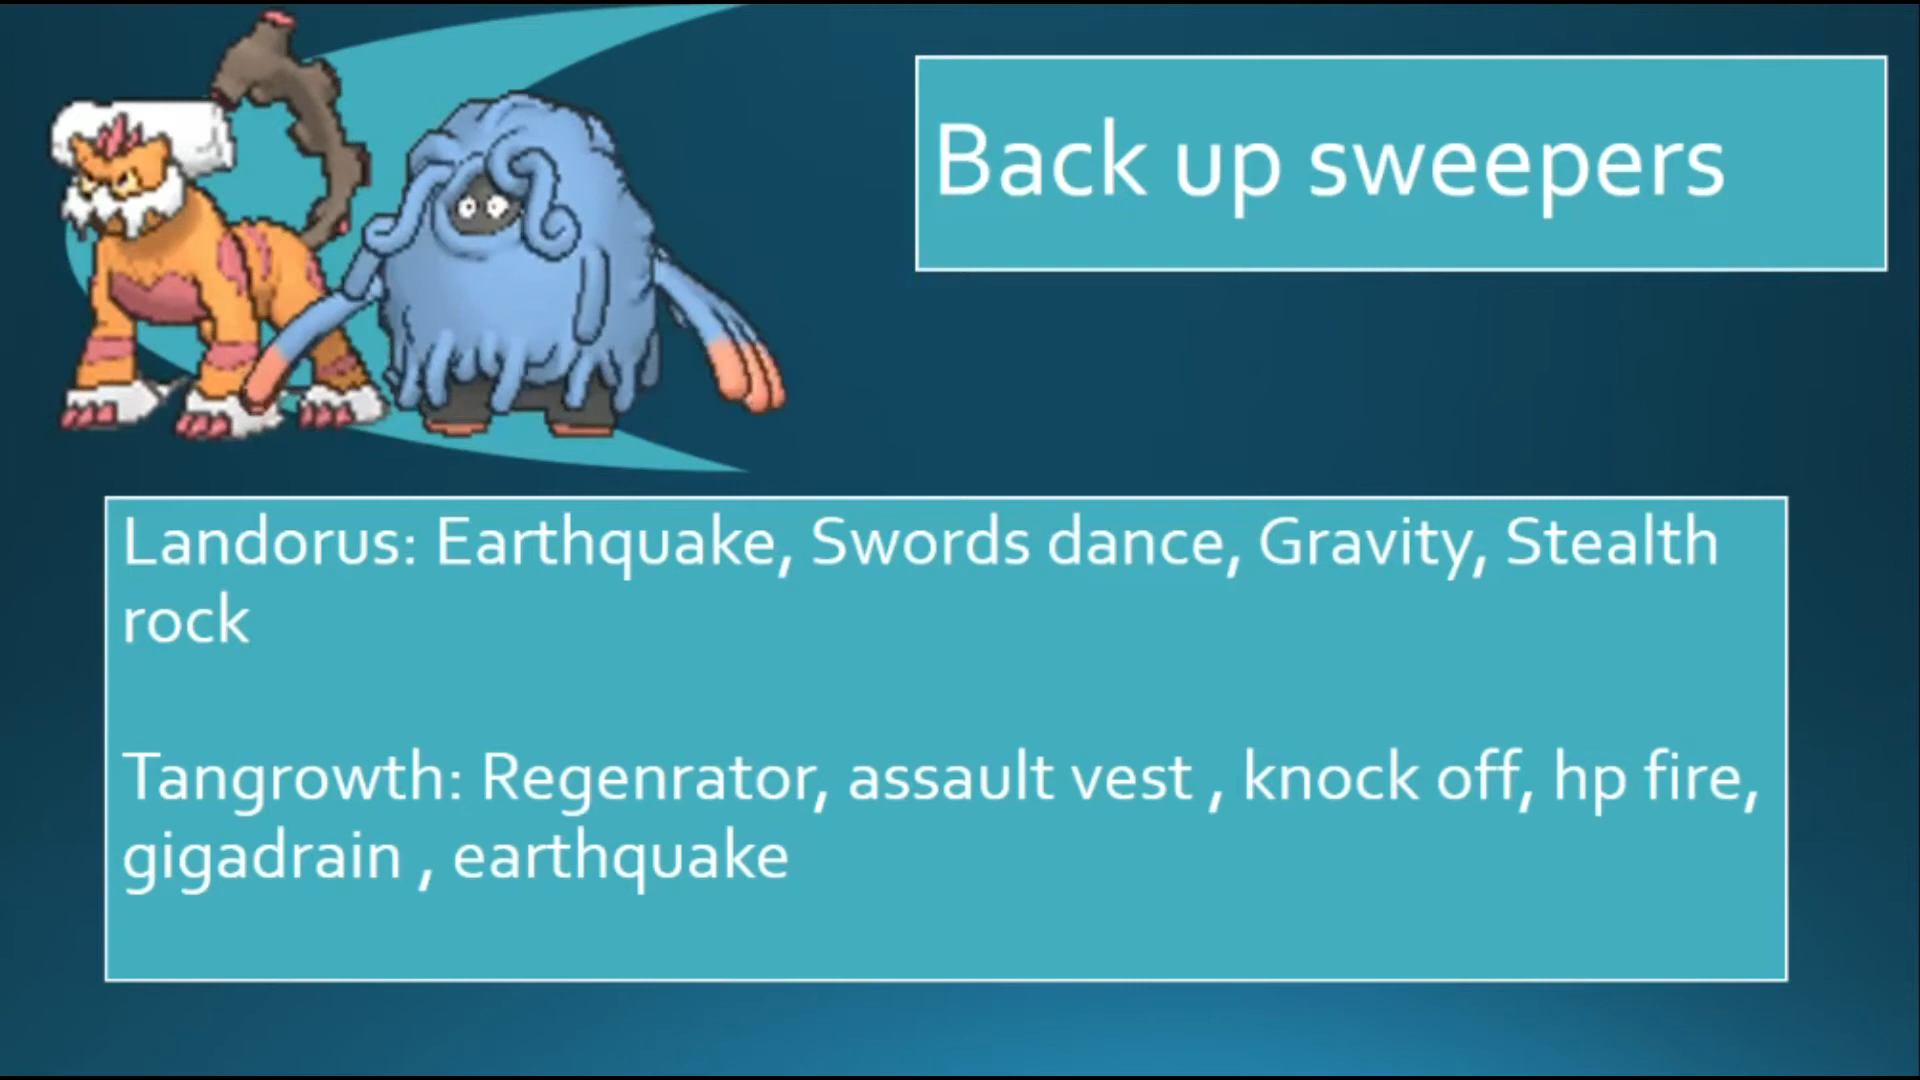 Back up sweepers
Landorus: Earthquake, Swords dance, Gravity, Stealth
rock
Tangrowth: Regenrator, assault vest , knock off, hp fire,
gigadrain , earthquake